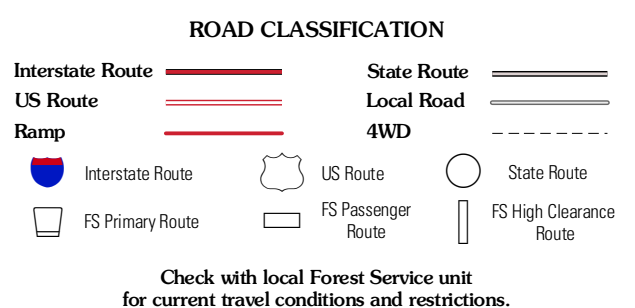 ROAD CLASSIFICATION
Interstate Route
State Route
US Route
Local Road
Ramp
4WD
Interstate Route
US Route
State Route
FS Primary Route
FS Passenger
Route
FS High Clearance
Route
Check with local Forest Service unit
for current travel conditions and restrictions.